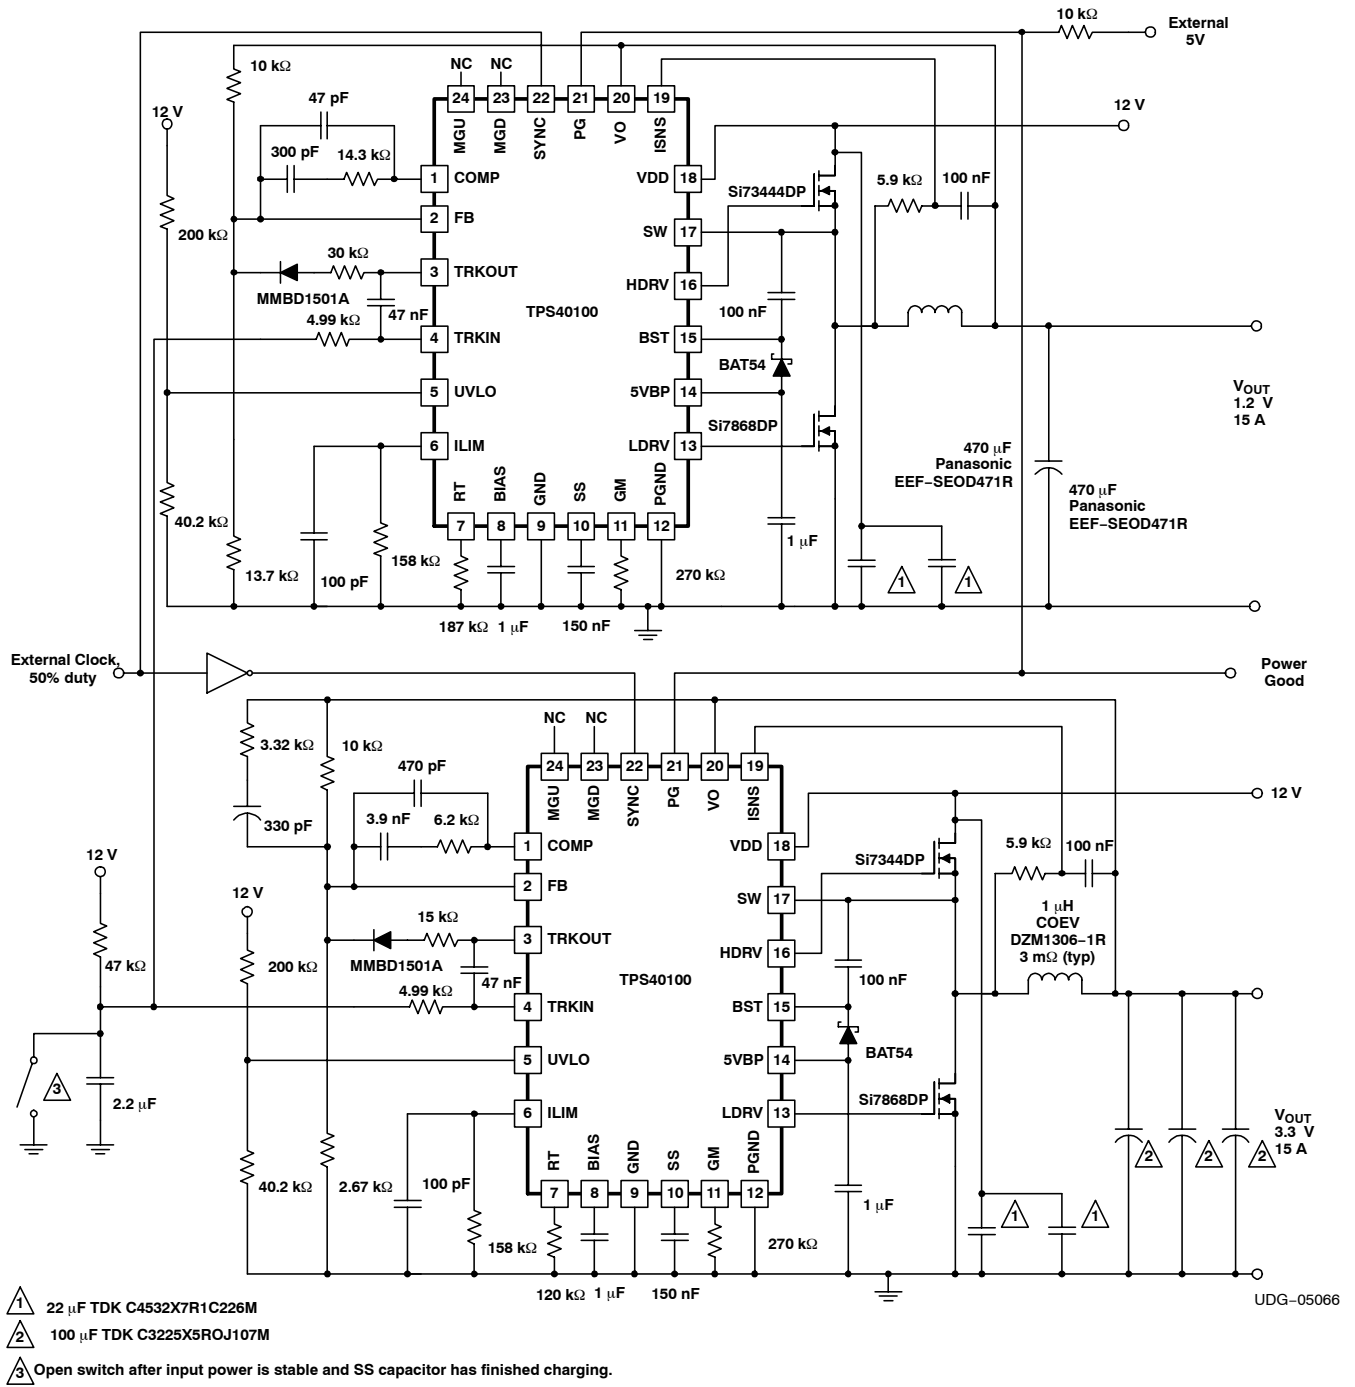 10 kΩ
External
5V
10 kΩ
NC
NC
47 pF
24
23
22
21
20
19
12 V
12 V
MGU
MGD
SYNC
PG
VO
ISNS
300 pF
14.3 kΩ
1
COMP
VDD
18
Si73444DP
5.9 kΩ
100 nF
2
FB
SW
17
200 kΩ
30 kΩ
3
TRKOUT
HDRV
16
MMBD1501A
47 nF
TPS40100
100 nF
4.99 kΩ
4
TRKIN
BST
15
BAT54
5
UVLO
5VBP
14
VOUT
1.2 V
15 A
Si7868DP
6
ILIM
LDRV
13
470 μF
Panasonic
EEF−SEOD471R
470 μF
Panasonic
EEF−SEOD471R
RT
BIAS
GND
SS
GM
PGND
7
8
9
10
11
12
40.2 kΩ
1 μF
13.7 kΩ
100 pF
158 kΩ
270 kΩ
1
1
187 kΩ
1 μF
150 nF
External Clock,
50% duty
Power
Good
NC
NC
3.32 kΩ
10 kΩ
470 pF
24
23
22
21
20
19
12 V
MGU
MGD
SYNC
PG
VO
ISNS
330 pF
3.9 nF
6.2 kΩ
1
COMP
VDD
18
Si7344DP
5.9 kΩ
100 nF
12 V
12 V
2
FB
SW
17
1 μH
COEV
DZM1306−1R
3 mΩ (typ)
15 kΩ
3
TRKOUT
HDRV
16
47 kΩ
200 kΩ
MMBD1501A
47 nF
TPS40100
100 nF
4.99 kΩ
4
TRKIN
BST
15
5
UVLO
5VBP
14
BAT54
3
2.2 μF
6
ILIM
LDRV
13
Si7868DP
VOUT
3.3 V
15 A
2
2
2
RT
BIAS
GND
SS
GM
PGND
40.2 kΩ
2.67 kΩ
100 pF
7
8
9
10
11
12
1 μF
1
1
158 kΩ
270 kΩ
120 kΩ
1 μF
150 nF
UDG−05066
1 22 μF TDK C4532X7R1C226M
2 100 μF TDK C3225X5ROJ107M
3 Open switch after input power is stable and SS capacitor has finished charging.